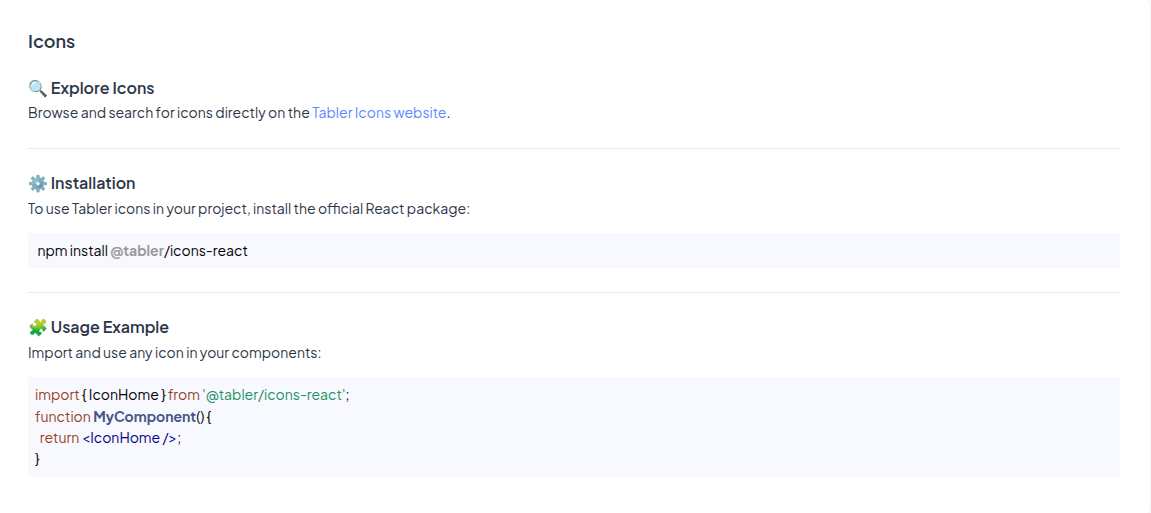 Icons
🔍 Explore Icons
Browse and search for icons directly on the Tabler Icons website.
⚙️ Installation
To use Tabler icons in your project, install the official React package:
npm install @tabler/icons-react
🧩 Usage Example
Import and use any icon in your components:
import { IconHome } from '@tabler/icons-react';
function MyComponent() {
  return <IconHome />;
}